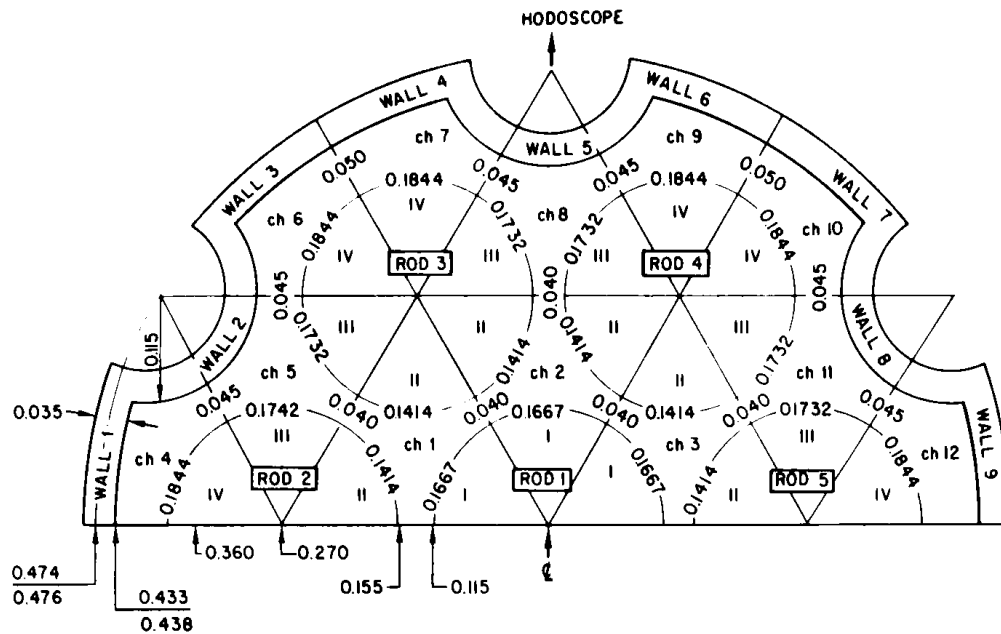 HODOSCOPE
WALL 4
WALL 6
WALL 5
WALL 3
WALL 7
ch 7
ch 9
0.050
0.045
0.045
0.050
0.1844
0.1844
ch 6
IV
ch 8
IV
ch 10
0.1844
0.1732
0.1732
0.1844
IV
III
III
IV
ROD 3
ROD 4
0.045
0.040
0.045
WALL 2
0.115
III
II
II
III
WALL 8
0.1732
0.1414
0.1414
0.1732
ch 5
II
ch 2
II
ch 11
0.045
0.040
0.1414
0.040
0.040
0.1414
0.040
0.045
0.035
WALL-1
0.1742
0.1667
0.1732
WALL 9
III
ch 1
I
ch 3
III
ch 4
ch 12
0.1844
0.1414
0.1667
0.1667
0.1414
0.1844
ROD 2
ROD 1
ROD 5
IV
II
I
I
II
IV
0.360
0.270
0.155
0.115
℄
0.474
0.476
0.433
0.438